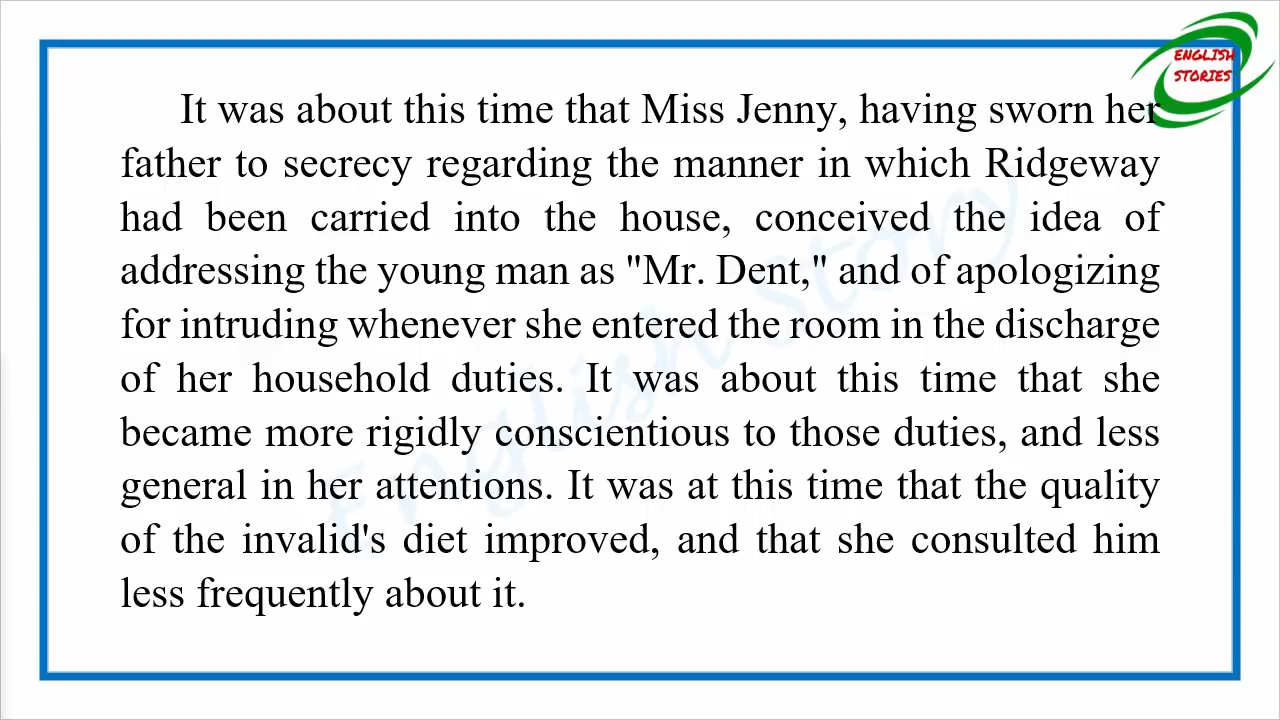 ENGLISH
STORIES
It was about this time that Miss Jenny, having sworn her
father to secrecy regarding the manner in which Ridgeway
had been carried into the house, conceived the idea of
addressing the young man as "Mr. Dent," and of apologizing
for intruding whenever she entered the room in the discharge
of her household duties. It was about this time that she
became more rigidly conscientious to those duties, and less
general in her attentions. It was at this time that the quality
of the invalid's diet improved, and that she consulted him
less frequently about it.
English Story